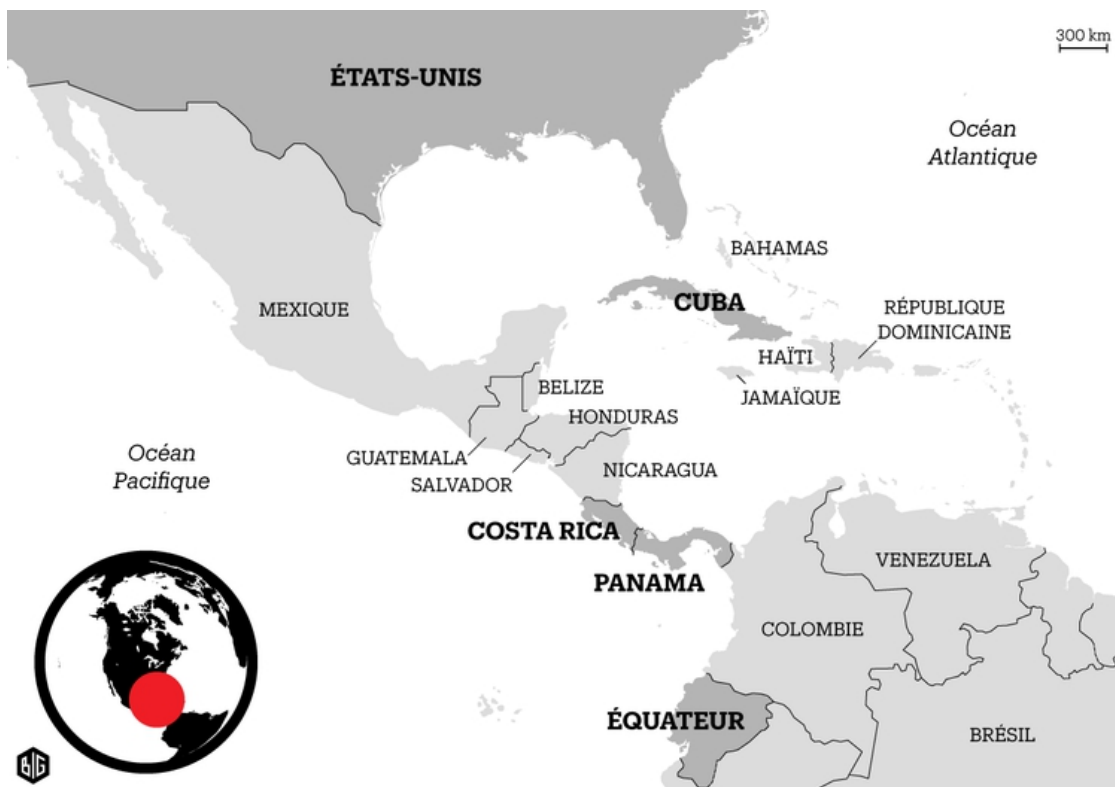 300 km
ÉTATS-UNIS
Océan
Atlantique
BAHAMAS
MEXIQUE
CUBA
RÉPUBLIQUE
DOMINICAINE
HAÏTI
JAMAÏQUE
BELIZE
HONDURAS
GUATEMALA
SALVADOR
NICARAGUA
Océan
Pacifique
COSTA RICA
PANAMA
VENEZUELA
COLOMBIE
ÉQUATEUR
BRÉSIL
BIG